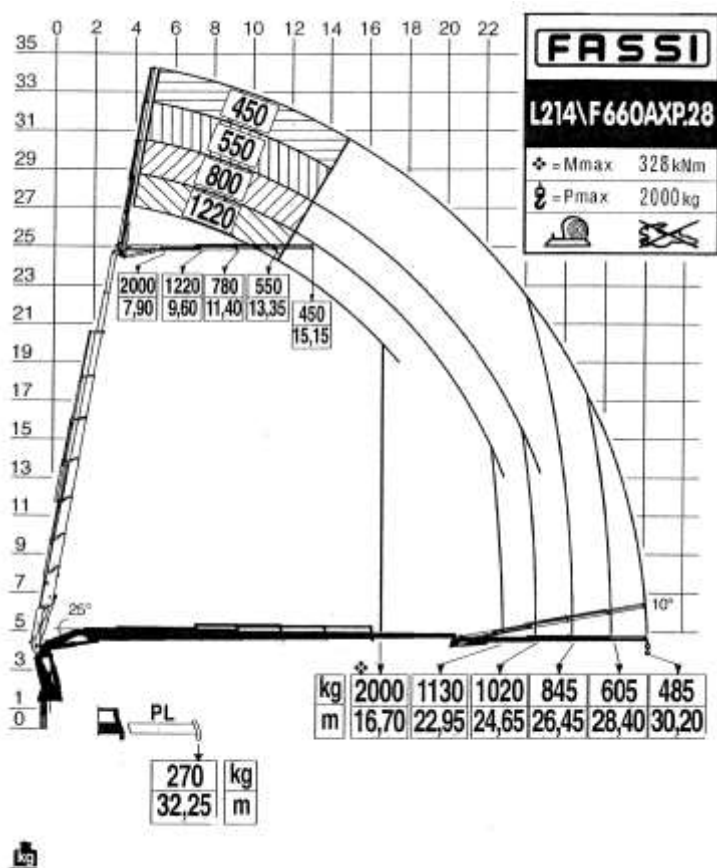 0 2 4 6 8 10 12 14 16 18 20 22
35
33
31
29
27
25
23
21
19
17
15
13
11
9
7
5
3
1
0
FASSI
L214\F660AXP.28
✥ = Mmax 328 kNm
= Pmax 2000 kg
450
550
800
1220
2000 1220 780 550
7,90 9,60 11,40 13,35
450
15,15
25°
10°
kg 2000 1130 1020 845 605 485
m 16,70 22,95 24,65 26,45 28,40 30,20
PL
270 kg
32,25 m
kg